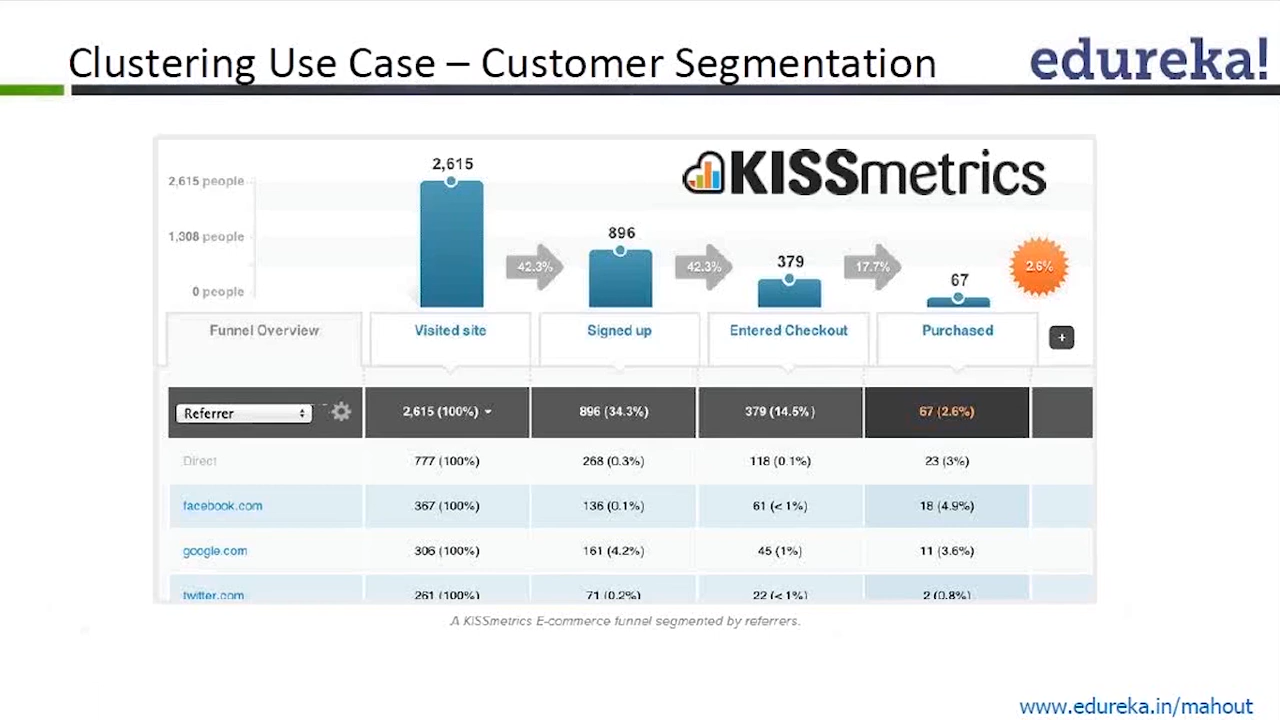 Clustering Use Case – Customer Segmentation
edureka!
KISSmetrics
2,615
2,615 people
896
1,308 people
379
67
42.3%
42.3%
17.7%
2.6%
0 people
Funnel Overview
Visited site
Signed up
Entered Checkout
Purchased
+
Referrer
2,615 (100%)
896 (34.3%)
379 (14.5%)
67 (2.6%)
Direct
777 (100%)
268 (0.3%)
118 (0.1%)
23 (3%)
facebook.com
367 (100%)
136 (0.1%)
61 (< 1%)
18 (4.9%)
google.com
306 (100%)
161 (4.2%)
45 (1%)
11 (3.6%)
twitter.com
261 (100%)
71 (0.2%)
22 (< 1%)
2 (0.8%)
A KISSmetrics E-commerce funnel segmented by referrers.
www.edureka.in/mahout